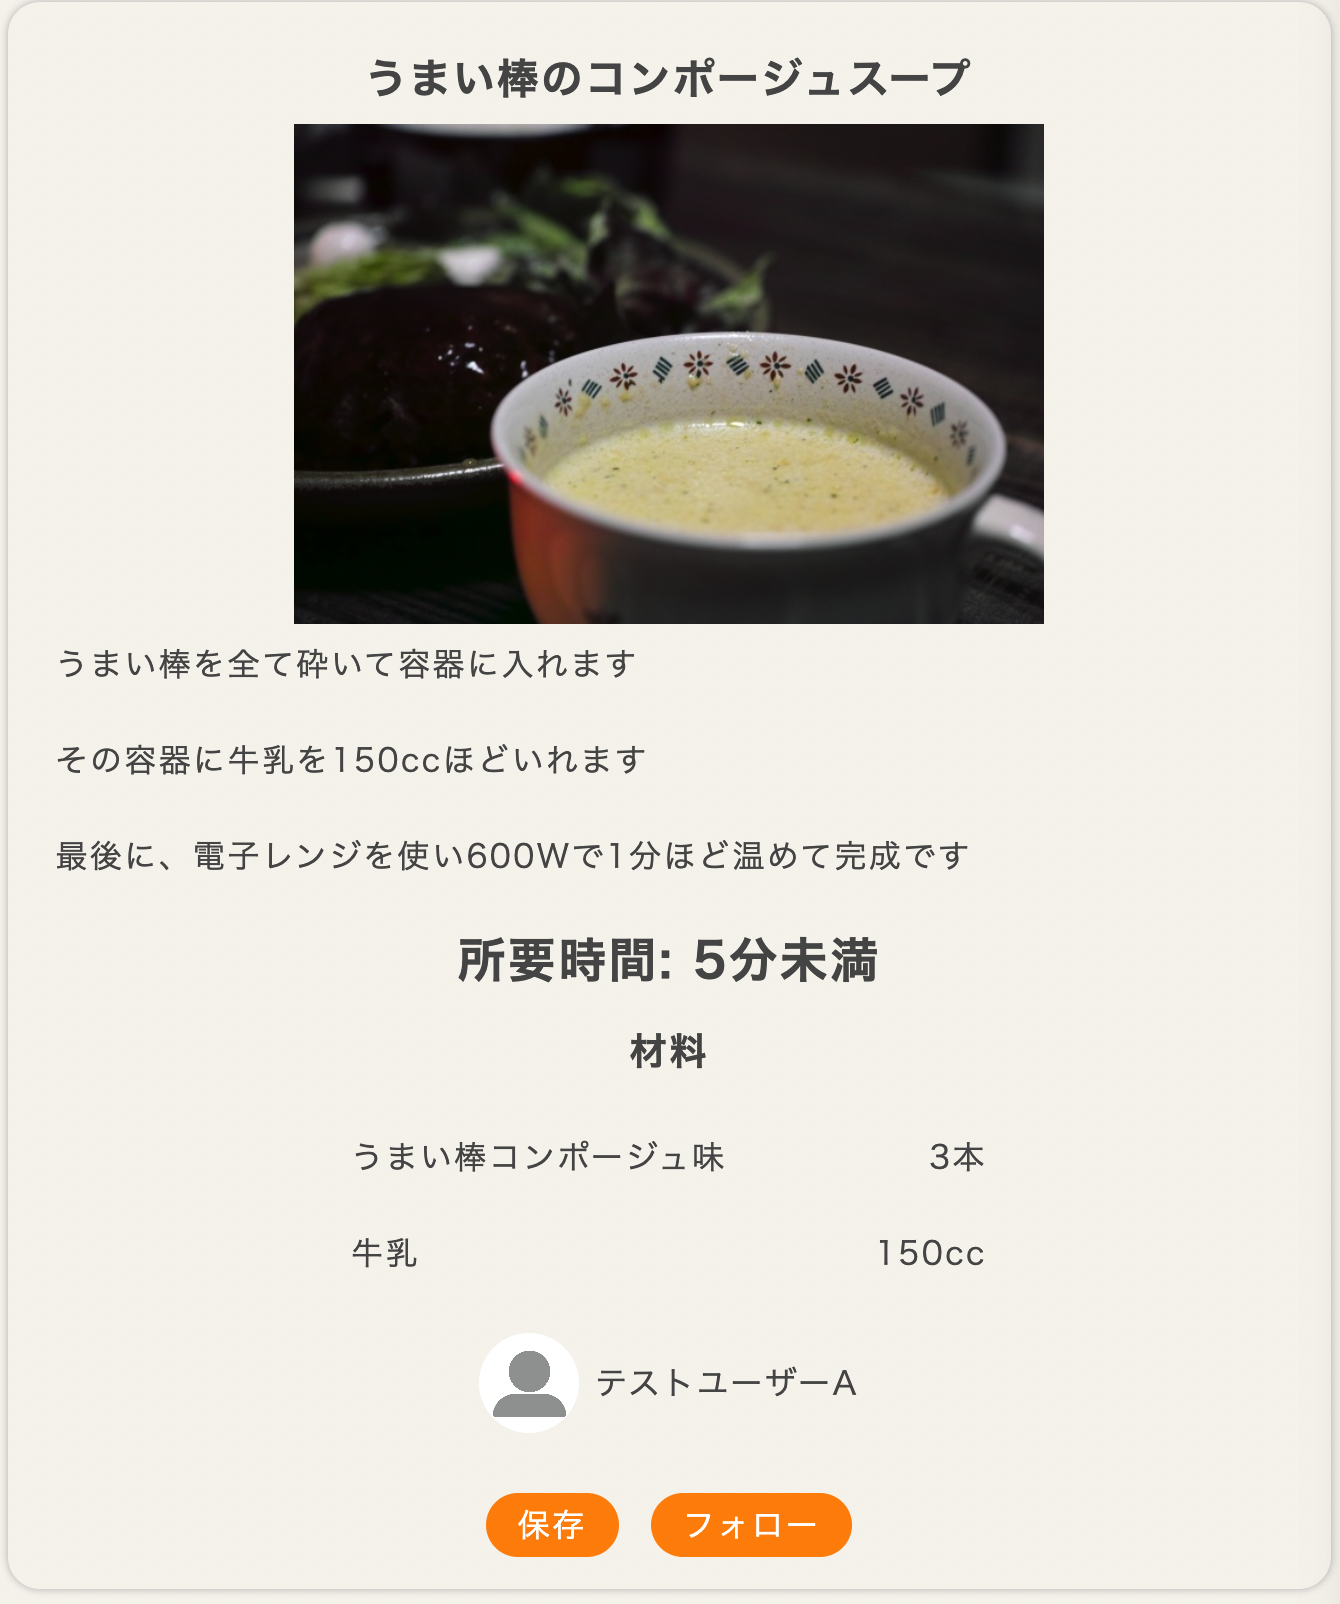 うまい棒のコンポージュスープ
うまい棒を全て砕いて容器に入れます
その容器に牛乳を150ccほどいれます
最後に、電子レンジを使い600Wで1分ほど温めて完成です
所要時間: 5分未満
材料
うまい棒コンポージュ味 3本
牛乳 150cc
テストユーザーA
保存 フォロー